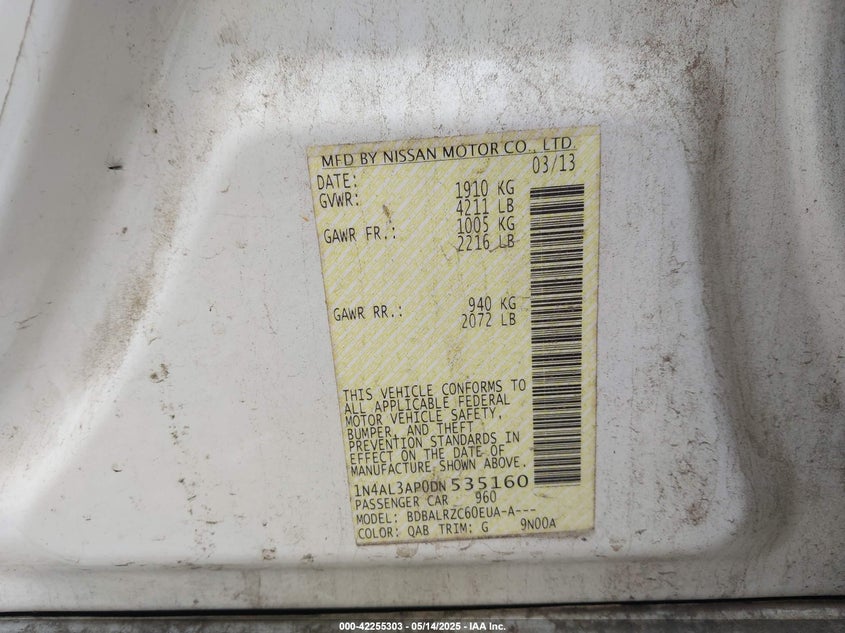 MFD BY NISSAN MOTOR CO., LTD.
DATE: 03/13
GVWR: 1910 KG
4211 LB
GAWR FR.: 1005 KG
2216 LB
GAWR RR.: 940 KG
2072 LB
THIS VEHICLE CONFORMS TO
ALL APPLICABLE FEDERAL
MOTOR VEHICLE SAFETY,
BUMPER, AND THEFT
PREVENTION STANDARDS IN
EFFECT ON THE DATE OF
MANUFACTURE SHOWN ABOVE.
1N4AL3AP0DN535160
PASSENGER CAR 960
MODEL: BDBALRZC60EUA-A---
COLOR: QAB TRIM: G 9N00A
000-42255303 - 05/14/2025 - IAA Inc.